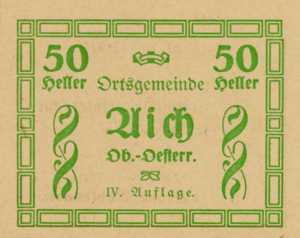 50 50
Heller Ortsgemeinde Heller
Aich
Ob.-Oesterr.
IV. Auflage.